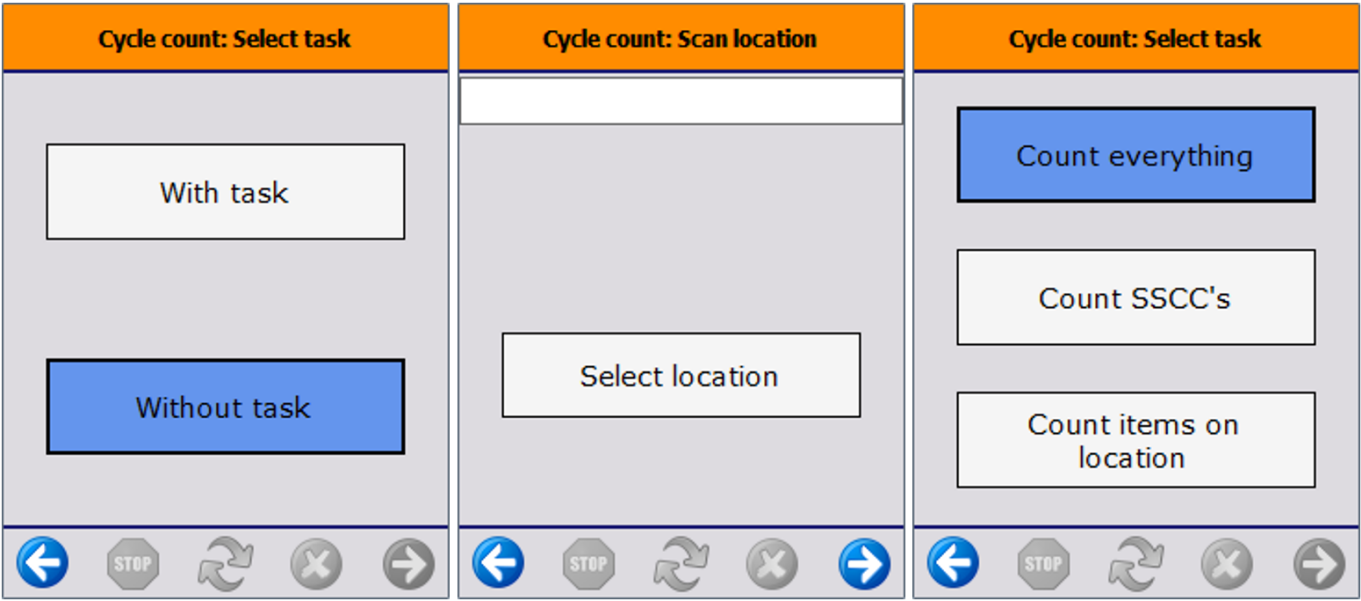 Cycle count: Select task
With task
Without task
STOP
Cycle count: Scan location
Select location
STOP
Cycle count: Select task
Count everything
Count SSCC's
Count items on
location
STOP